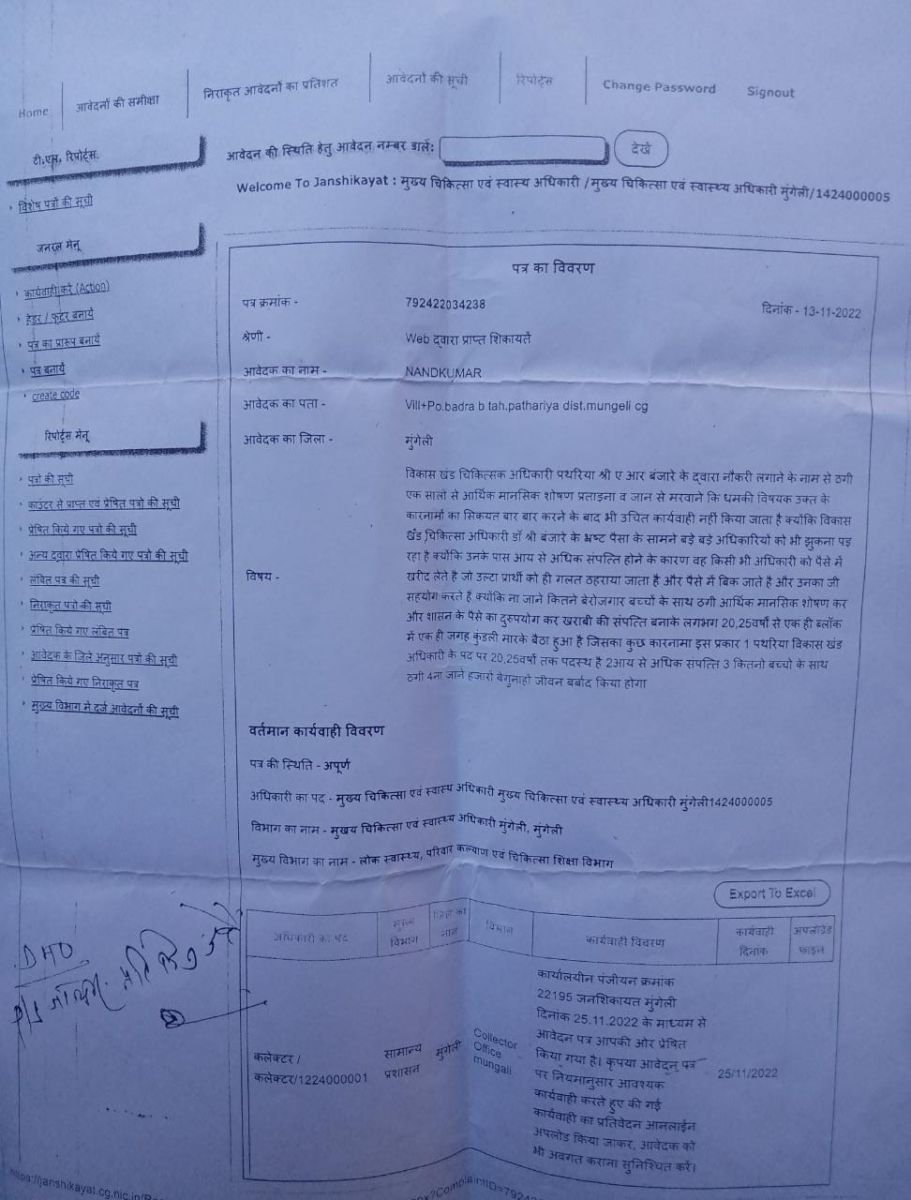 Home
आवेदनों की समीक्षा
निराकृत आवेदनों का प्रतिशत
आवेदनों की सूची
रिपोर्ट्स
Change Password
Signout
टी.एल. रिपोर्ट्स
आवेदन की स्थिति हेतु आवेदन नम्बर डालें:
देखें
Welcome To Janshikayat : मुख्य चिकित्सा एवं स्वास्थ्य अधिकारी /मुख्य चिकित्सा एवं स्वास्थ्य अधिकारी मुंगेली/1424000005
विशेष पत्रों की सूची
जनरल मेनू
कार्यवाही करें (Action)
हेडर / फूटर बनायें
पत्र का प्रारुप बनायें
पत्र बनायें
create code
रिपोर्ट्स मेनू
पत्रों की सूची
काउंटर से प्राप्त एवं प्रेषित पत्रों की सूची
प्रेषित किये गए पत्रों की सूची
अन्य द्वारा प्रेषित किये गए पत्रों की सूची
लंबित पत्र की सूची
निराकृत पत्रों की सूची
प्रेषित किये गए लंबित पत्र
आवेदक के जिले अनुसार पत्रों की सूची
प्रेषित किये गए निराकृत पत्र
मुख्य विभाग में दर्ज आवेदनों की सूची
पत्र का विवरण
पत्र क्रमांक - 792422034238 दिनांक - 13-11-2022
श्रेणी - Web द्वारा प्राप्त शिकायतें
आवेदक का नाम - NANDKUMAR
आवेदक का पता - Vill+Po.badra b tah.pathariya dist.mungeli cg
आवेदक का जिला - मुंगेली
विषय -
विकास खंड चिकित्सक अधिकारी पथरिया श्री ए आर बंजारे के द्वारा नौकरी लगाने के नाम से ठगी
एक सालो से आर्थिक मानसिक शोषण प्रताड़ना व जान से मरवाने कि धमकी विषयक उक्त के
कारनामों का सिकयत बार बार करने के बाद भी उचित कार्यवाही नहीं किया जाता है क्योंकि विकास
खंड चिकित्सा अधिकारी डॉ श्री बंजारे के भ्रष्ट पैसा के सामने बड़े बड़े अधिकारियों को भी झुकना पड़
रहा है क्योंकि उनके पास आय से अधिक संपत्ति होने के कारण वह किसी भी अधिकारी को पैसे में
खरीद लेते है जो उल्टा प्रार्थी को ही गलत ठहराया जाता है और पैसे में बिक जाते है और उनका जी
सहयोग करते है क्योंकि ना जाने कितने बेरोजगार बच्चों के साथ ठगी आर्थिक मानसिक शोषण कर
और शासन के पैसे का दुरुपयोग कर खराबी की संपत्ति बनाके लगभग 20,25वर्षों से एक ही ब्लॉक
में एक ही जगह कुंडली मारके बैठा हुआ है जिसका कुछ कारनामा इस प्रकार 1 पथरिया विकास खंड
अधिकारी के पद पर 20,25वर्षों तक पदस्थ है 2आय से अधिक संपत्ति 3 कितनो बच्चो के साथ
ठगी 4ना जाने हजारों बेगुनाहो जीवन बर्बाद किया होगा
वर्तमान कार्यवाही विवरण
पत्र की स्थिति - अपूर्ण
अधिकारी का पद - मुख्य चिकित्सा एवं स्वास्थ्य अधिकारी मुख्य चिकित्सा एवं स्वास्थ्य अधिकारी मुंगेली1424000005
विभाग का नाम - मुख्य चिकित्सा एवं स्वास्थ्य अधिकारी मुंगेली, मुंगेली
मुख्य विभाग का नाम - लोक स्वास्थ्य, परिवार कल्याण एवं चिकित्सा शिक्षा विभाग
Export To Excel
अधिकारी का पद
मुख्य विभाग
जिला का नाम
विभाग
कार्यवाही विवरण
कार्यवाही दिनांक
अपलोडेड फाइल
कलेक्टर /
कलेक्टर/1224000001
सामान्य
प्रशासन
मुंगेली
Collector
Office
mungali
कार्यालयीन पंजीयन क्रमांक
22195 जनशिकायत मुंगेली
दिनांक 25.11.2022 के माध्यम से
आवेदन पत्र आपकी ओर प्रेषित
किया गया है। कृपया आवेदन पत्र
पर नियमानुसार आवश्यक
कार्यवाही करते हुए की गई
कार्यवाही का प्रतिवेदन आनलाईन
अपलोड किया जाकर, आवेदक को
भी अवगत कराना सुनिश्चित करें।
25/11/2022
DHO